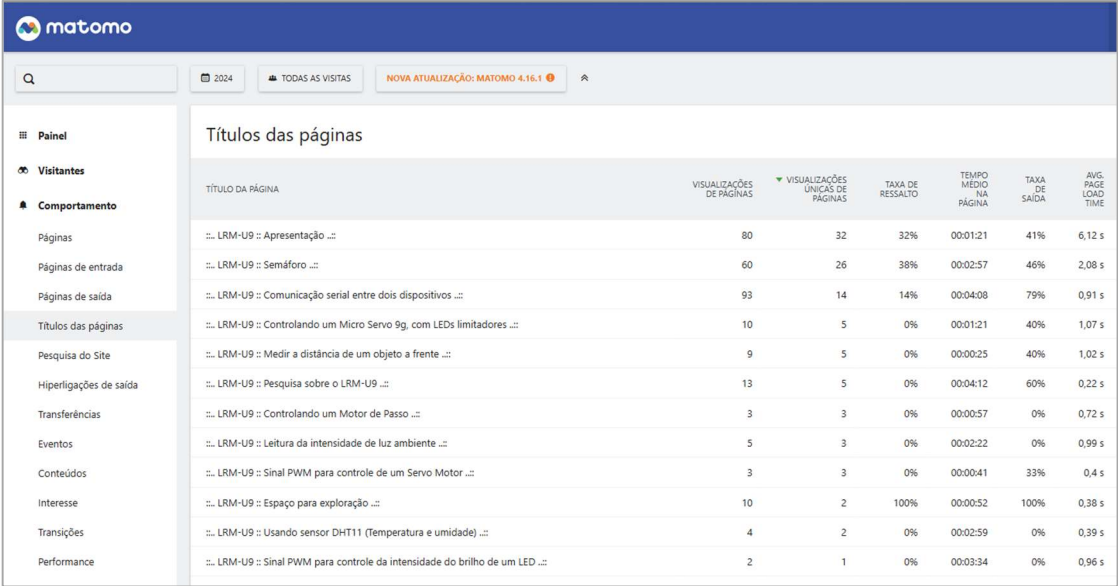 matomo
2024 TODAS AS VISITAS NOVA ATUALIZAÇÃO: MATOMO 4.16.1
Painel
Visitantes
Comportamento
Páginas
Páginas de entrada
Páginas de saída
Títulos das páginas
Pesquisa do Site
Hiperligações de saída
Transferências
Eventos
Conteúdos
Interesse
Transições
Performance
Títulos das páginas
TÍTULO DA PÁGINA VISUALIZAÇÕES DE PÁGINAS VISUALIZAÇÕES ÚNICAS DE PÁGINAS TAXA DE RESSALTO TEMPO MÉDIO NA PÁGINA TAXA DE SAÍDA AVG. PAGE LOAD TIME
::.. LRM-U9 :: Apresentação ..:: 80 32 32% 00:01:21 41% 6,12 s
::.. LRM-U9 :: Semáforo ..:: 60 26 38% 00:02:57 46% 2,08 s
::.. LRM-U9 :: Comunicação serial entre dois dispositivos ..:: 93 14 14% 00:04:08 79% 0,91 s
::.. LRM-U9 :: Controlando um Micro Servo 9g, com LEDs limitadores ..:: 10 5 0% 00:01:21 40% 1,07 s
::.. LRM-U9 :: Medir a distância de um objeto a frente ..:: 9 5 0% 00:00:25 40% 1,02 s
::.. LRM-U9 :: Pesquisa sobre o LRM-U9 ..:: 13 5 0% 00:04:12 60% 0,22 s
::.. LRM-U9 :: Controlando um Motor de Passo ..:: 3 3 0% 00:00:57 0% 0,72 s
::.. LRM-U9 :: Leitura da intensidade de luz ambiente ..:: 5 3 0% 00:02:22 0% 0,99 s
::.. LRM-U9 :: Sinal PWM para controle de um Servo Motor ..:: 3 3 0% 00:00:41 33% 0,4 s
::.. LRM-U9 :: Espaço para exploração ..:: 10 2 100% 00:00:52 100% 0,38 s
::.. LRM-U9 :: Usando sensor DHT11 (Temperatura e umidade) ..:: 4 2 0% 00:02:59 0% 0,39 s
::.. LRM-U9 :: Sinal PWM para controle da intensidade do brilho de um LED ..:: 2 1 0% 00:03:34 0% 0,96 s